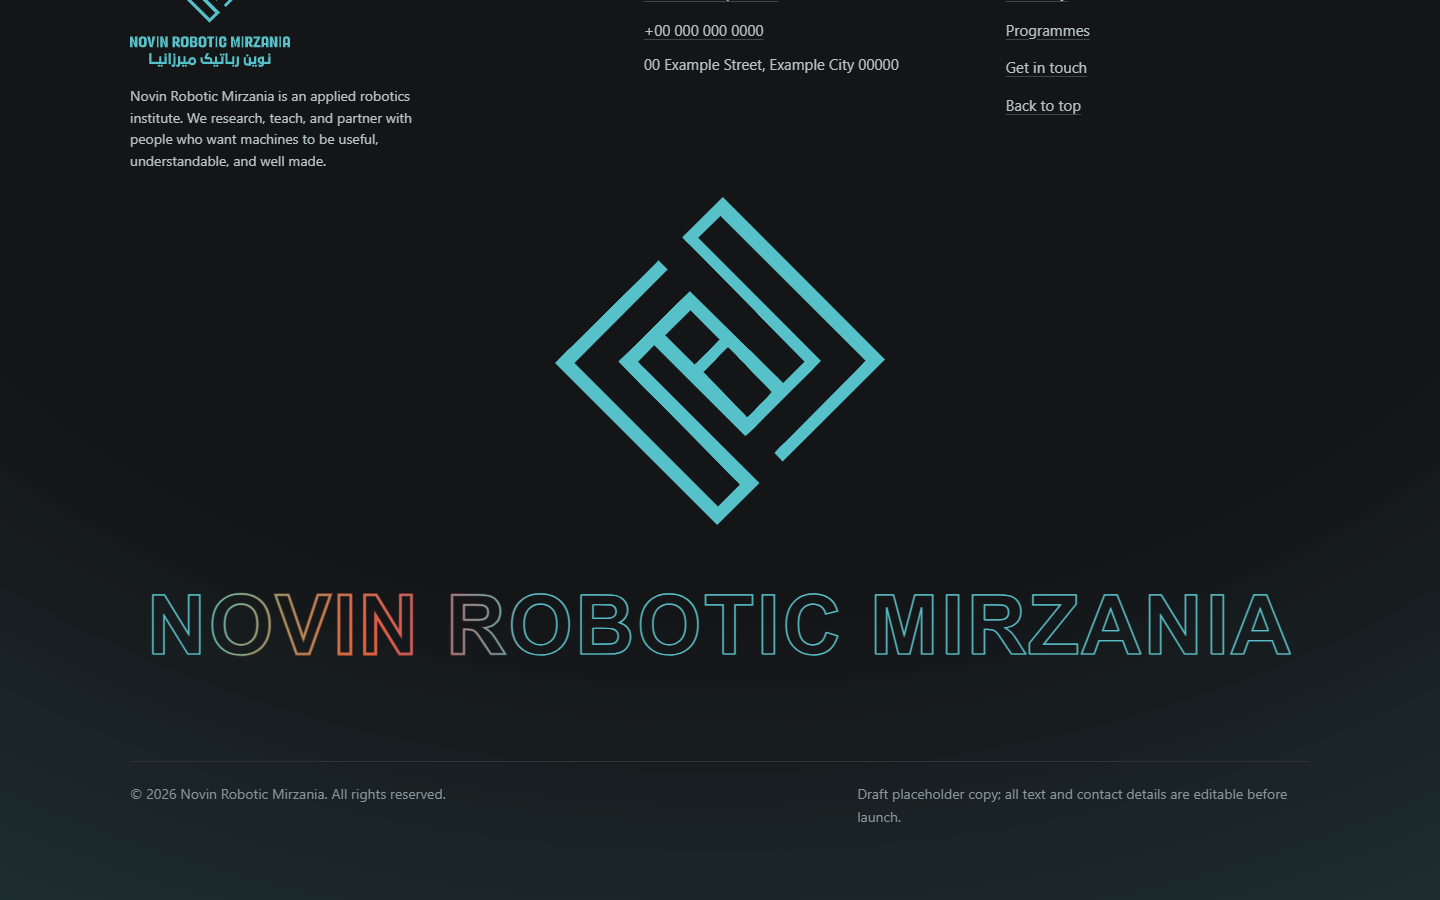 NOVIN ROBOTIC MIRZANIA
نوین رباتیک میرزانیا
Novin Robotic Mirzania is an applied robotics
institute. We research, teach, and partner with
people who want machines to be useful,
understandable, and well made.
+00 000 000 0000
00 Example Street, Example City 00000
Programmes
Get in touch
Back to top
NOVIN ROBOTIC MIRZANIA
© 2026 Novin Robotic Mirzania. All rights reserved.
Draft placeholder copy; all text and contact details are editable before
launch.